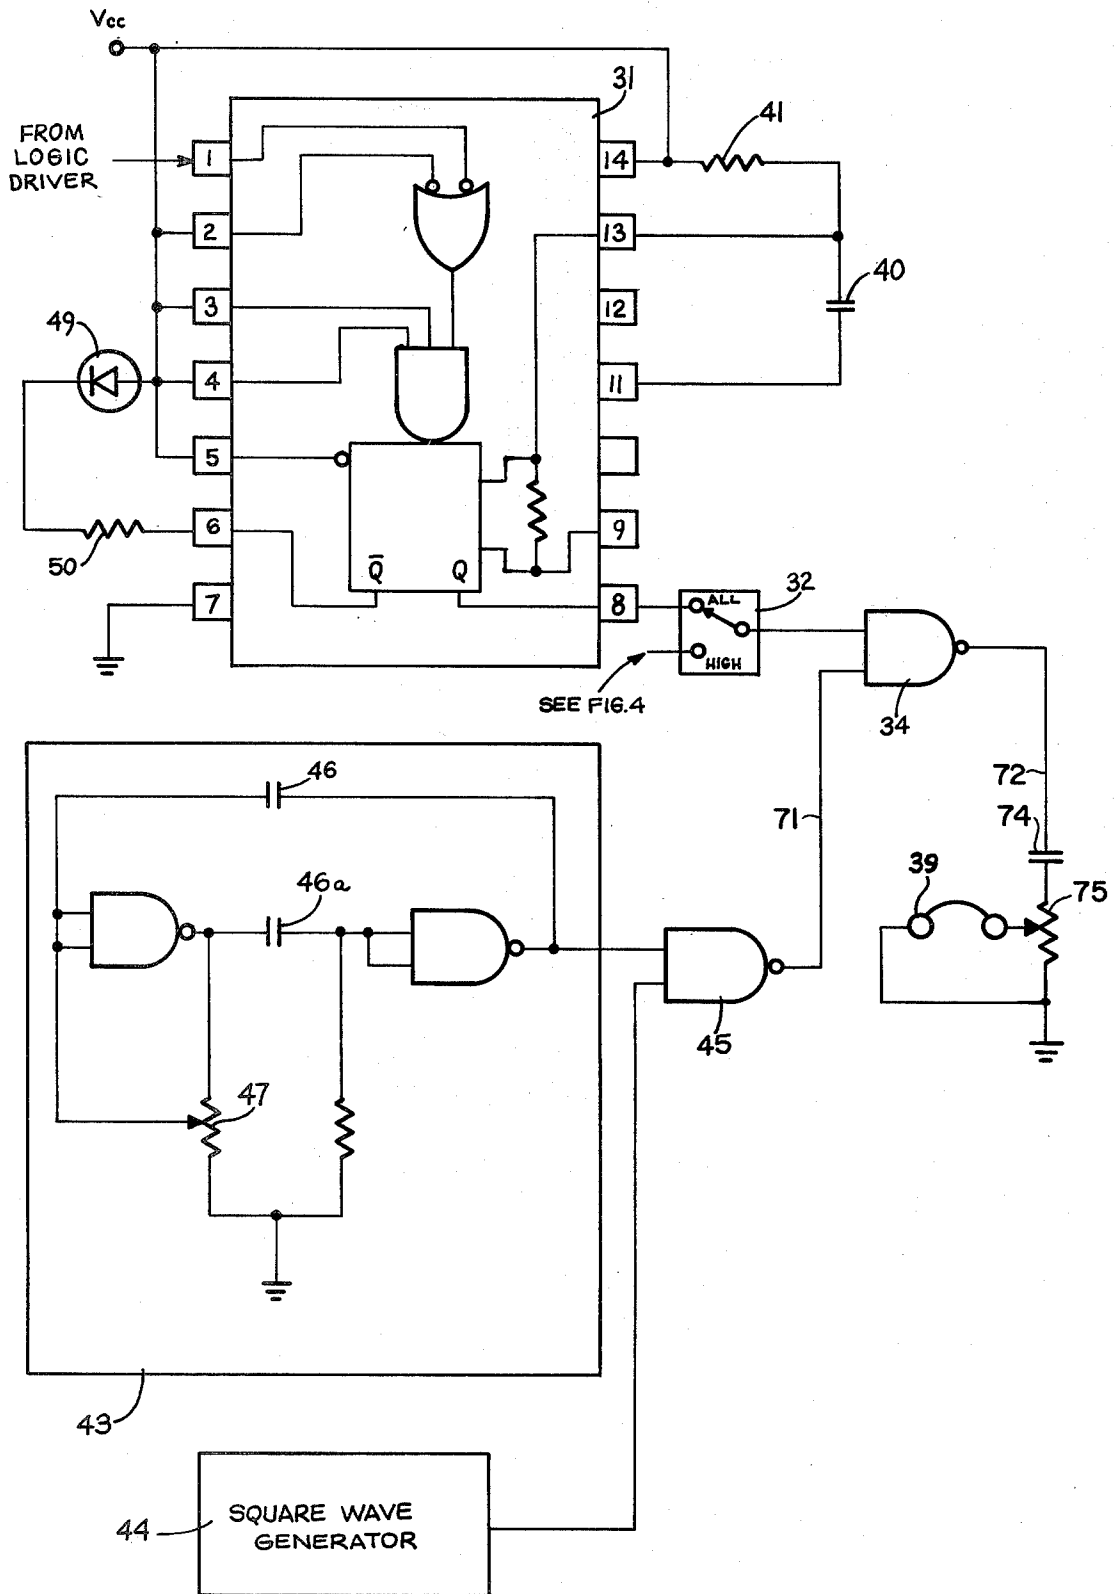 Vcc
31
41
FROM
LOGIC
DRIVER
1
14
2
13
3
12
40
49
4
11
5
6
9
50
Q̅ Q
7
8
ALL
32
HIGH
SEE FIG.4
34
46
72
71
74
46a
39
75
45
47
43
44
SQUARE WAVE
GENERATOR